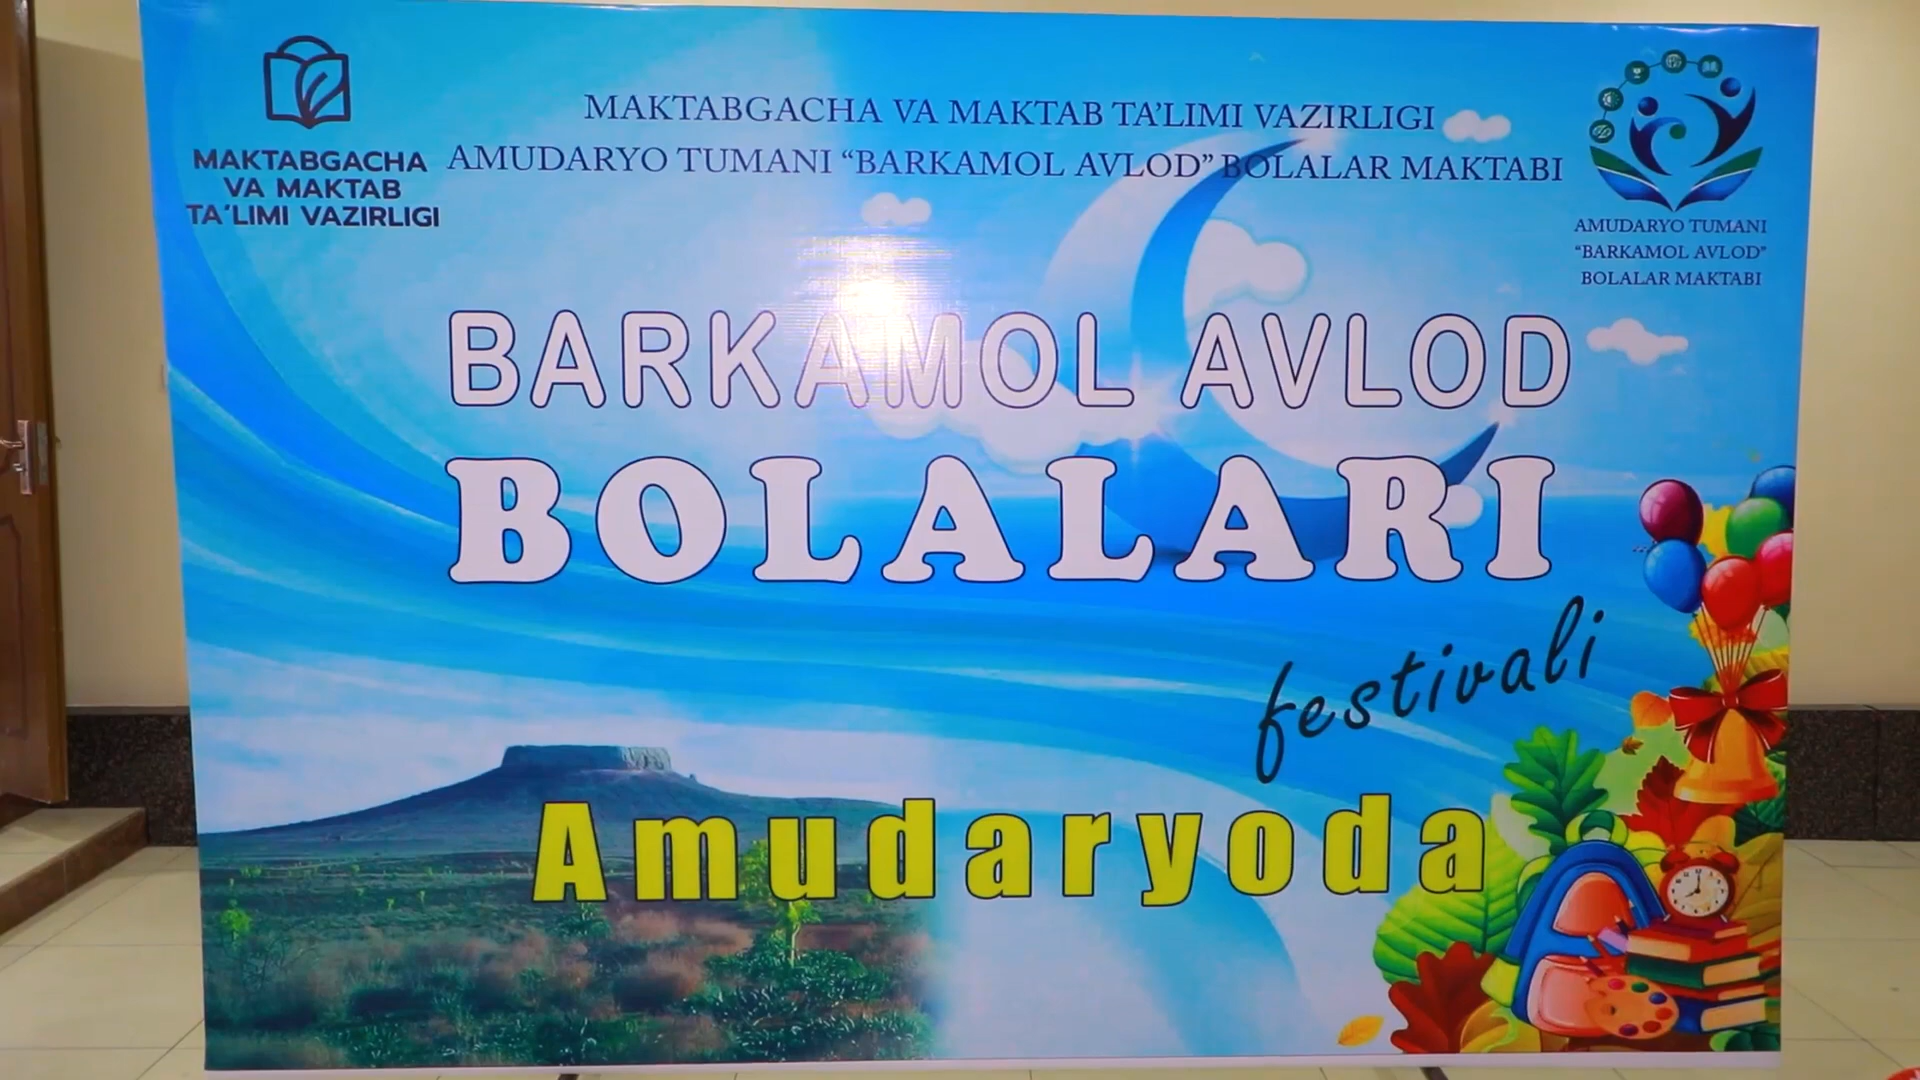 MAKTABGACHA
VA MAKTAB
TA'LIMI VAZIRLIGI
MAKTABGACHA VA MAKTAB TA’LIMI VAZIRLIGI
AMUDARYO TUMANI “BARKAMOL AVLOD” BOLALAR MAKTABI
AMUDARYO TUMANI
“BARKAMOL AVLOD”
BOLALAR MAKTABI
BARKAMOL AVLOD
BOLALARI
festivali
Amudaryoda